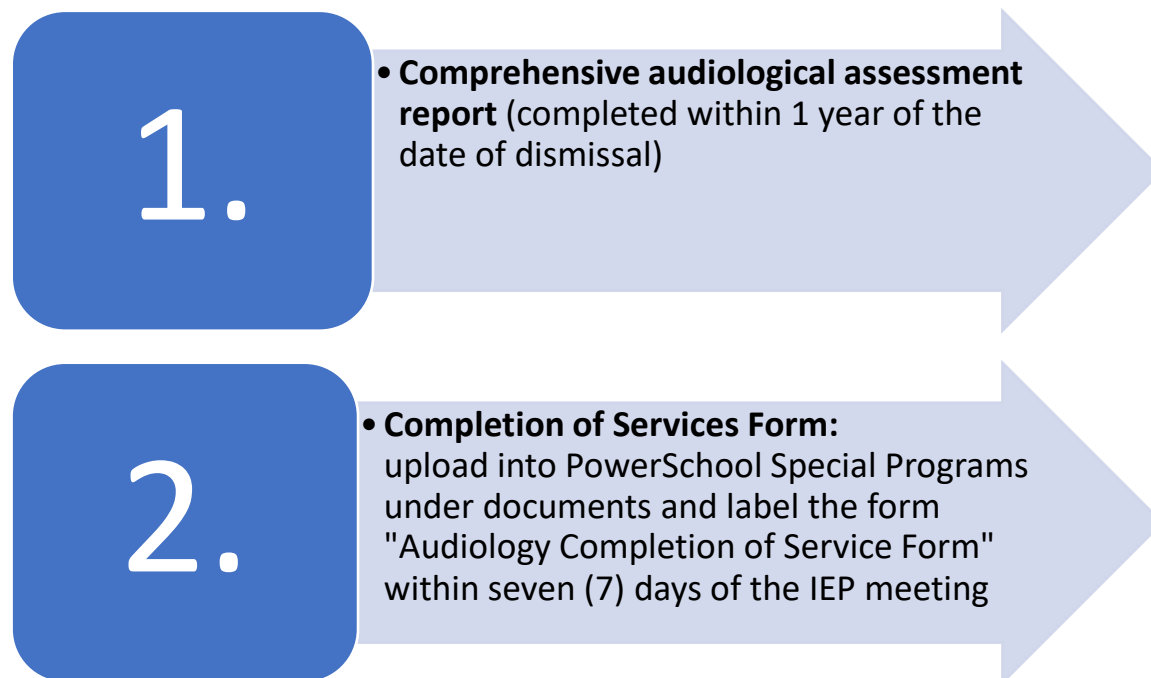 1.
• Comprehensive audiological assessment
report (completed within 1 year of the
date of dismissal)
2.
• Completion of Services Form:
upload into PowerSchool Special Programs
under documents and label the form
"Audiology Completion of Service Form"
within seven (7) days of the IEP meeting